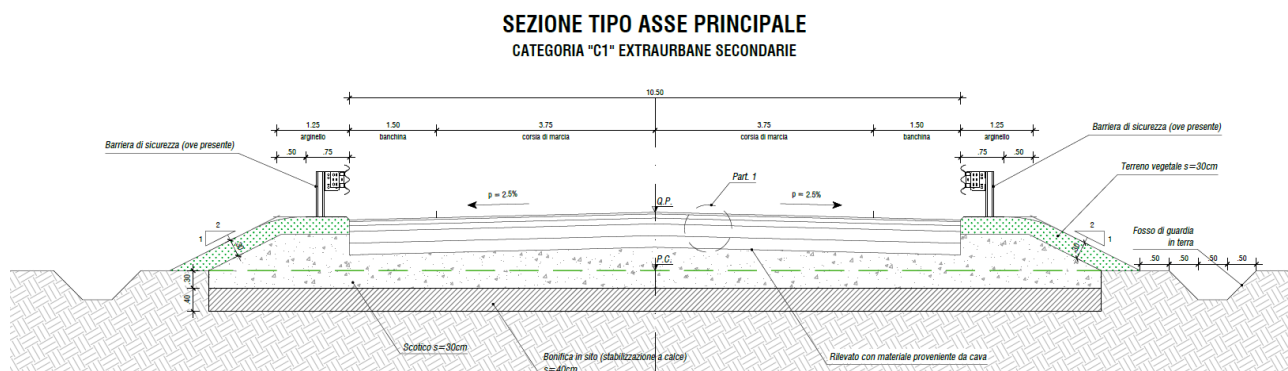 SEZIONE TIPO ASSE PRINCIPALE
CATEGORIA "C1" EXTRAURBANE SECONDARIE
10.50
1.25 1.50 3.75 3.75 1.50 1.25
arginello banchina corsia di marcia corsia di marcia banchina arginello
Barriera di sicurezza (ove presente)
.50 .75
.75 .50
Barriera di sicurezza (ove presente)
Terreno vegetale s=30cm
Part. 1
p = 2.5%
Q.P.
p = 2.5%
2
1
.30
2
1
.30
Fosso di guardia
in terra
.50 .50 .50 .50
P.C.
.30
.40
Scotico s=30cm
Bonifica in sito (stabilizzazione a calce)
s=40cm
Rilevato con materiale proveniente da cava